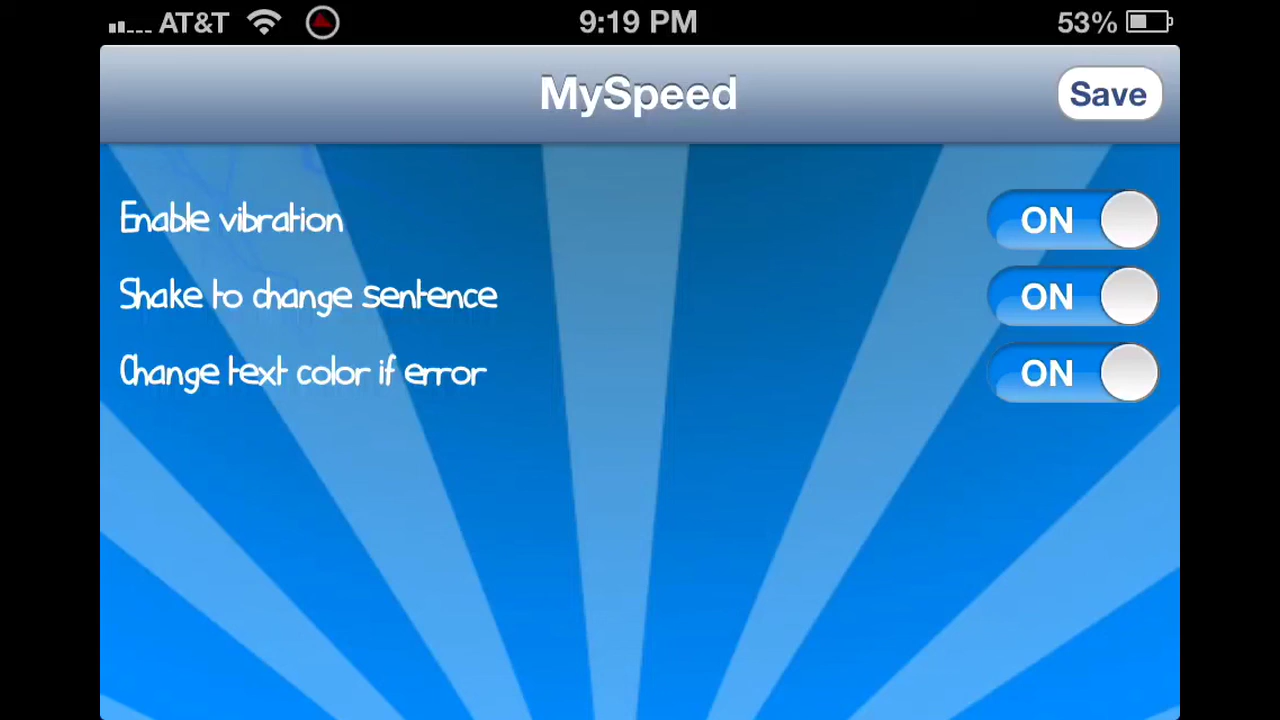 AT&T 9:19 PM 53%
MySpeed Save
Enable vibration ON
Shake to change sentence ON
Change text color if error ON